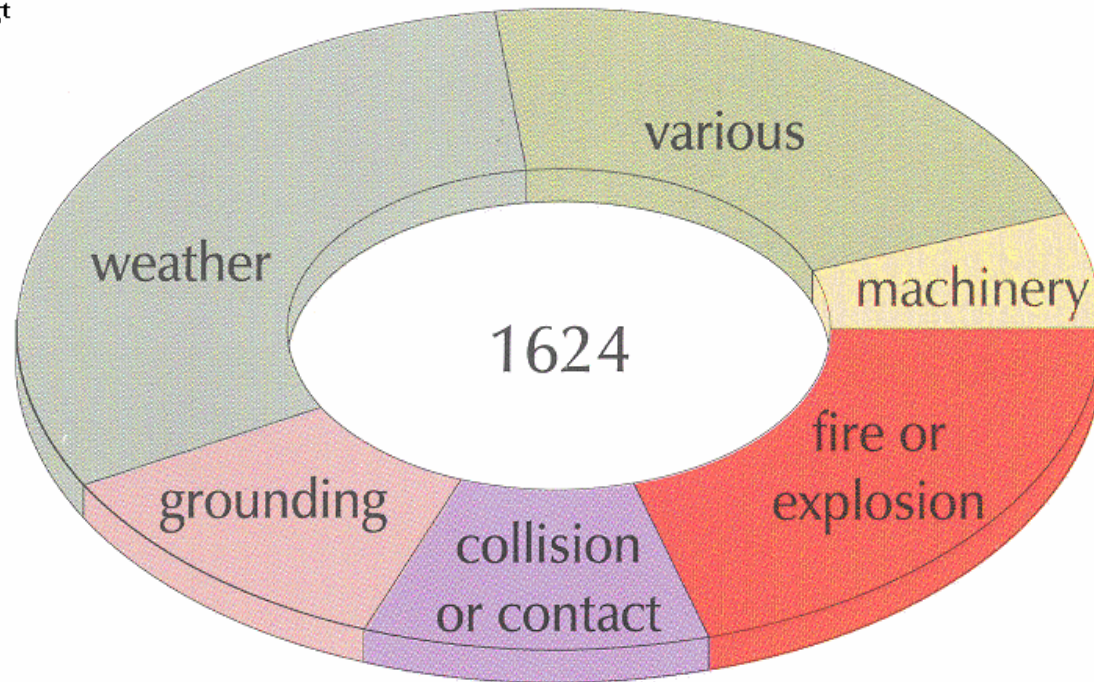 various
weather
machinery
1624
fire or
explosion
grounding
collision
or contact